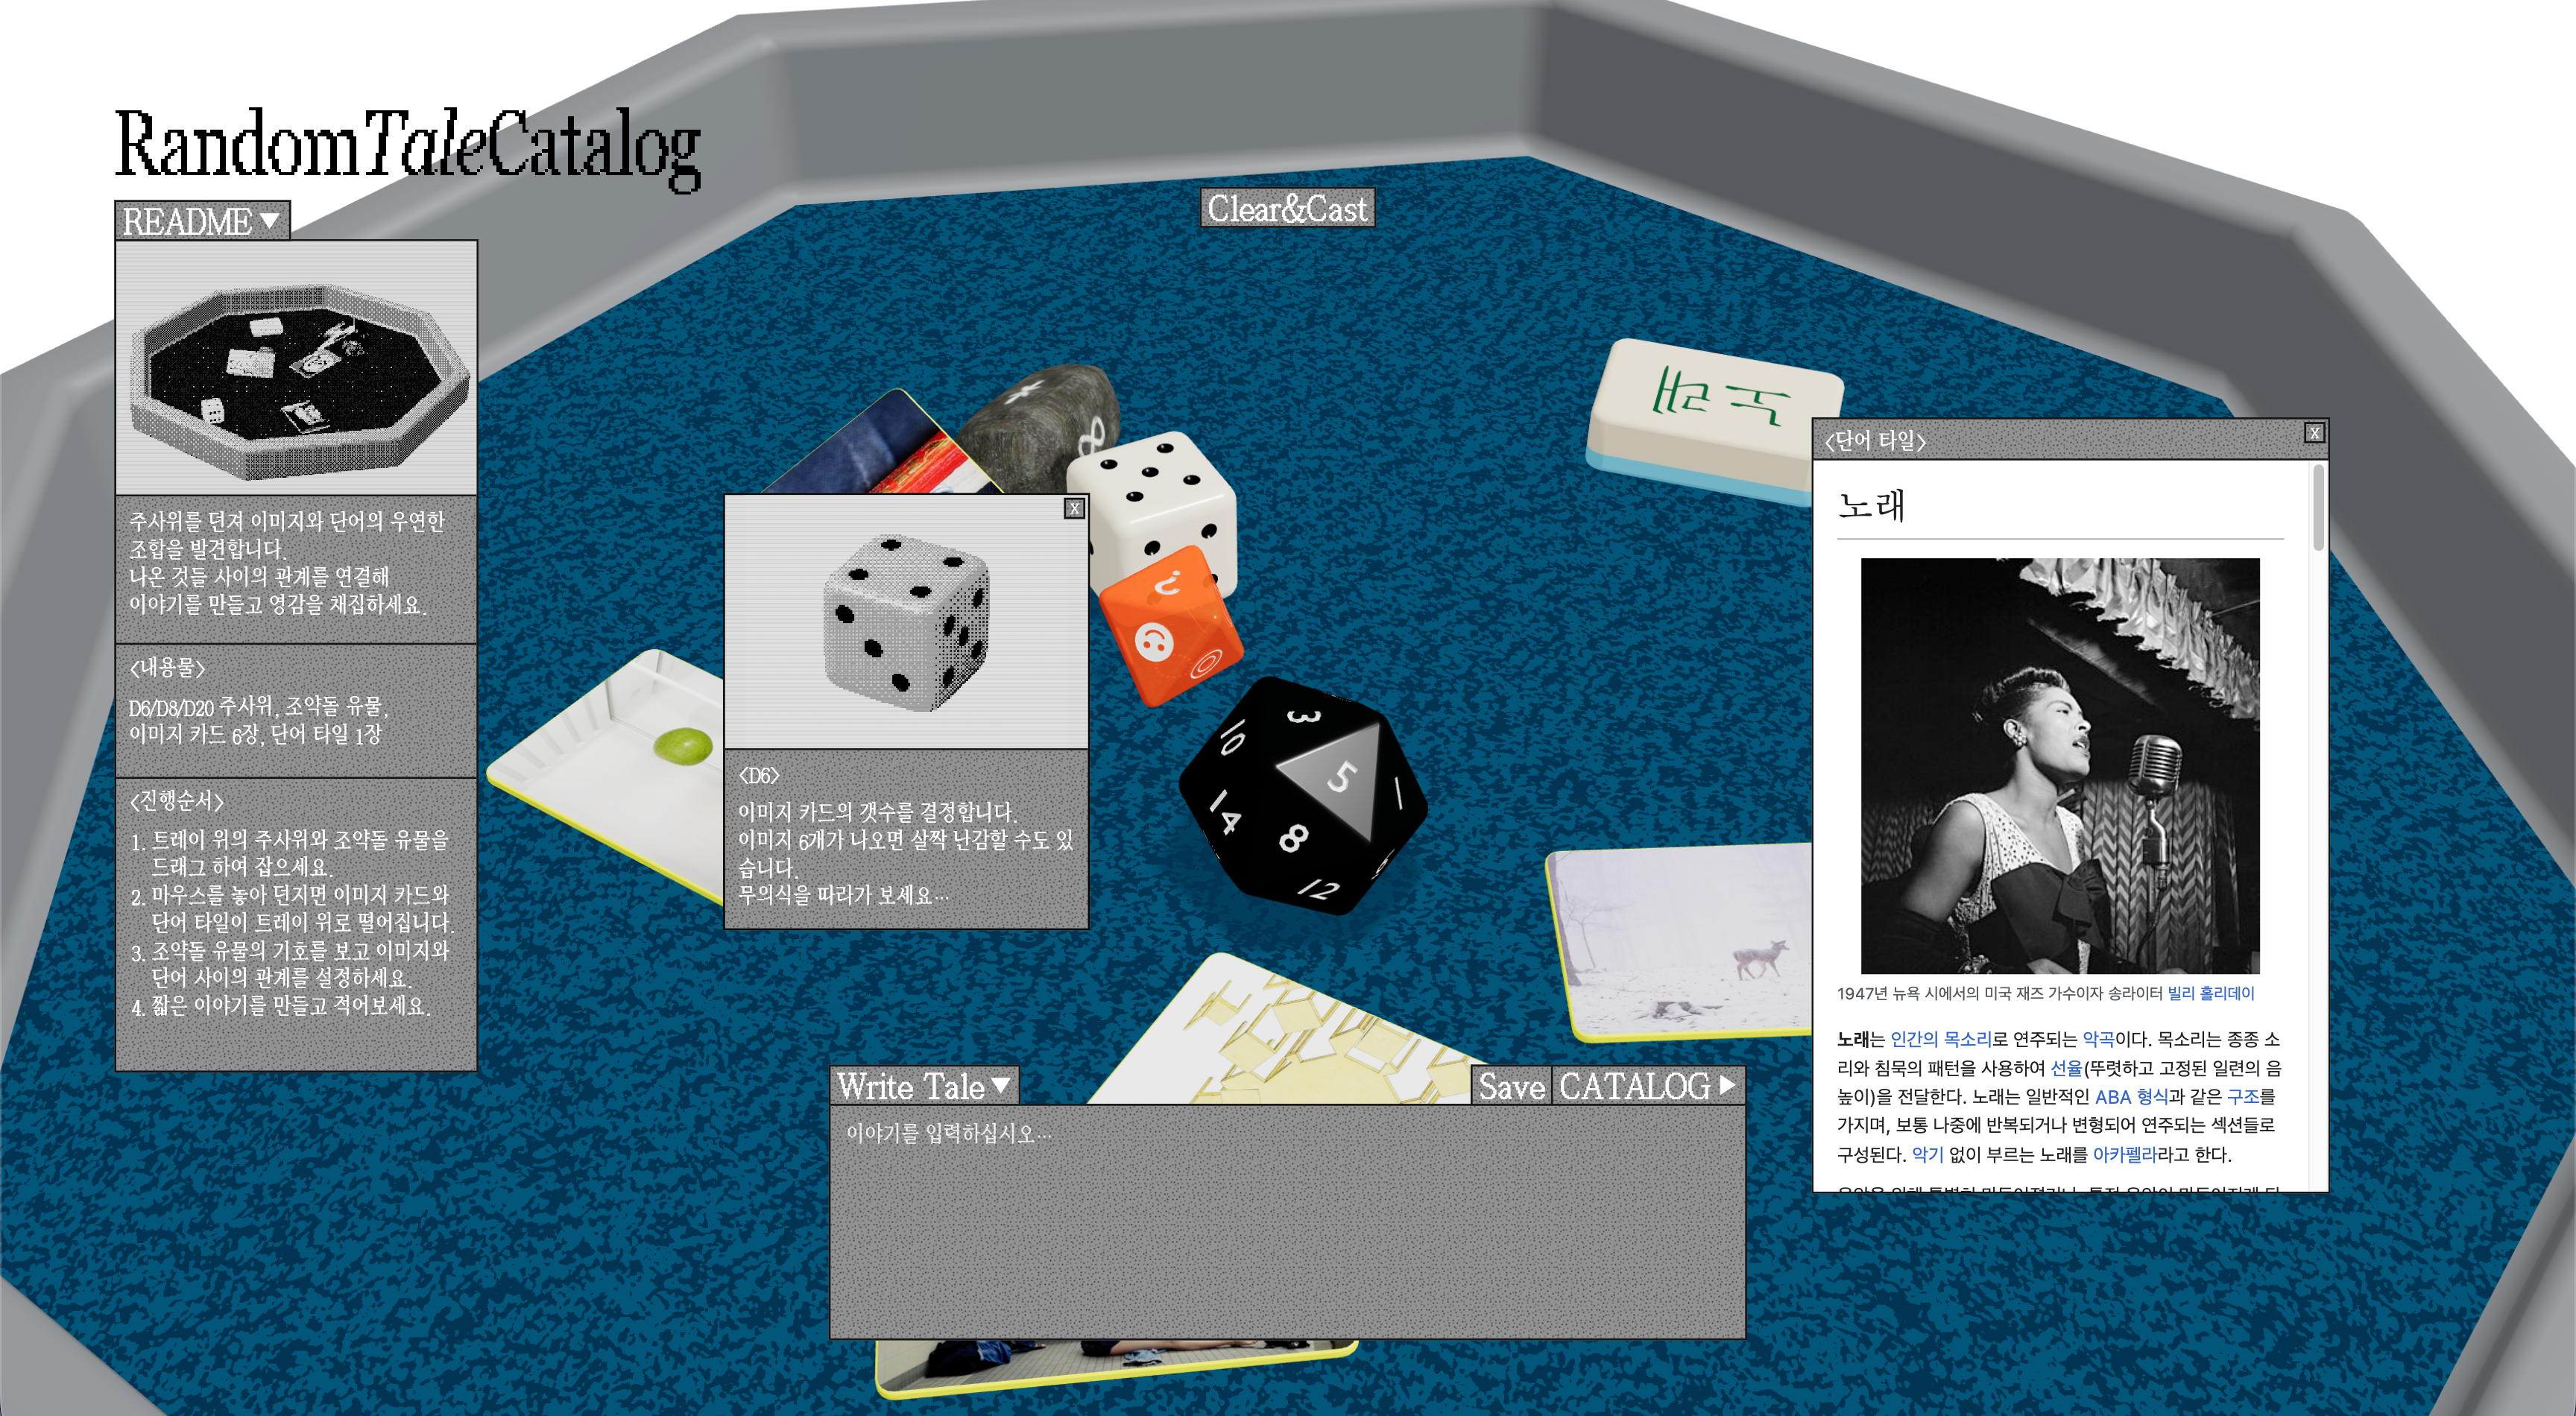 RandomTaleCatalog
README▼
주사위를 던져 이미지와 단어의 우연한
조합을 발견합니다.
나온 것들 사이의 관계를 연결해
이야기를 만들고 영감을 채집하세요.
〈내용물〉
D6/D8/D20 주사위, 조약돌 유물,
이미지 카드 6장, 단어 타일 1장
〈진행순서〉
1. 트레이 위의 주사위와 조약돌 유물을
드래그 하여 잡으세요.
2. 마우스를 놓아 던지면 이미지 카드와
단어 타일이 트레이 위로 떨어집니다.
3. 조약돌 유물의 기호를 보고 이미지와
단어 사이의 관계를 설정하세요.
4. 짧은 이야기를 만들고 적어보세요.
Clear&Cast
X
〈D6〉
이미지 카드의 갯수를 결정합니다.
이미지 6개가 나오면 살짝 난감할 수도 있
습니다.
무의식을 따라가 보세요…
8
?
3
10
5
1
14
8
12
노래
〈단어 타일〉
X
노래
1947년 뉴욕 시에서의 미국 재즈 가수이자 송라이터 빌리 홀리데이
노래는 인간의 목소리로 연주되는 악곡이다. 목소리는 종종 소
리와 침묵의 패턴을 사용하여 선율(뚜렷하고 고정된 일련의 음
높이)을 전달한다. 노래는 일반적인 ABA 형식과 같은 구조를
가지며, 보통 나중에 반복되거나 변형되어 연주되는 섹션들로
구성된다. 악기 없이 부르는 노래를 아카펠라라고 한다.
Write Tale▼
Save
CATALOG▶
이야기를 입력하십시오…